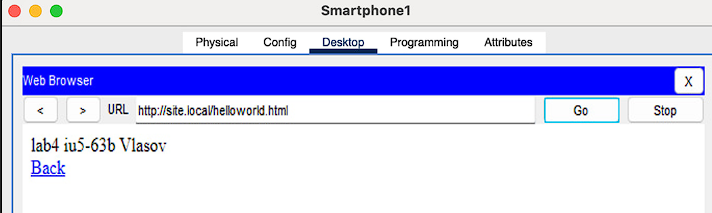 Smartphone1
Physical Config Desktop Programming Attributes
Web Browser X
< > URL http://site.local/helloworld.html Go Stop
lab4 iu5-63b Vlasov
Back